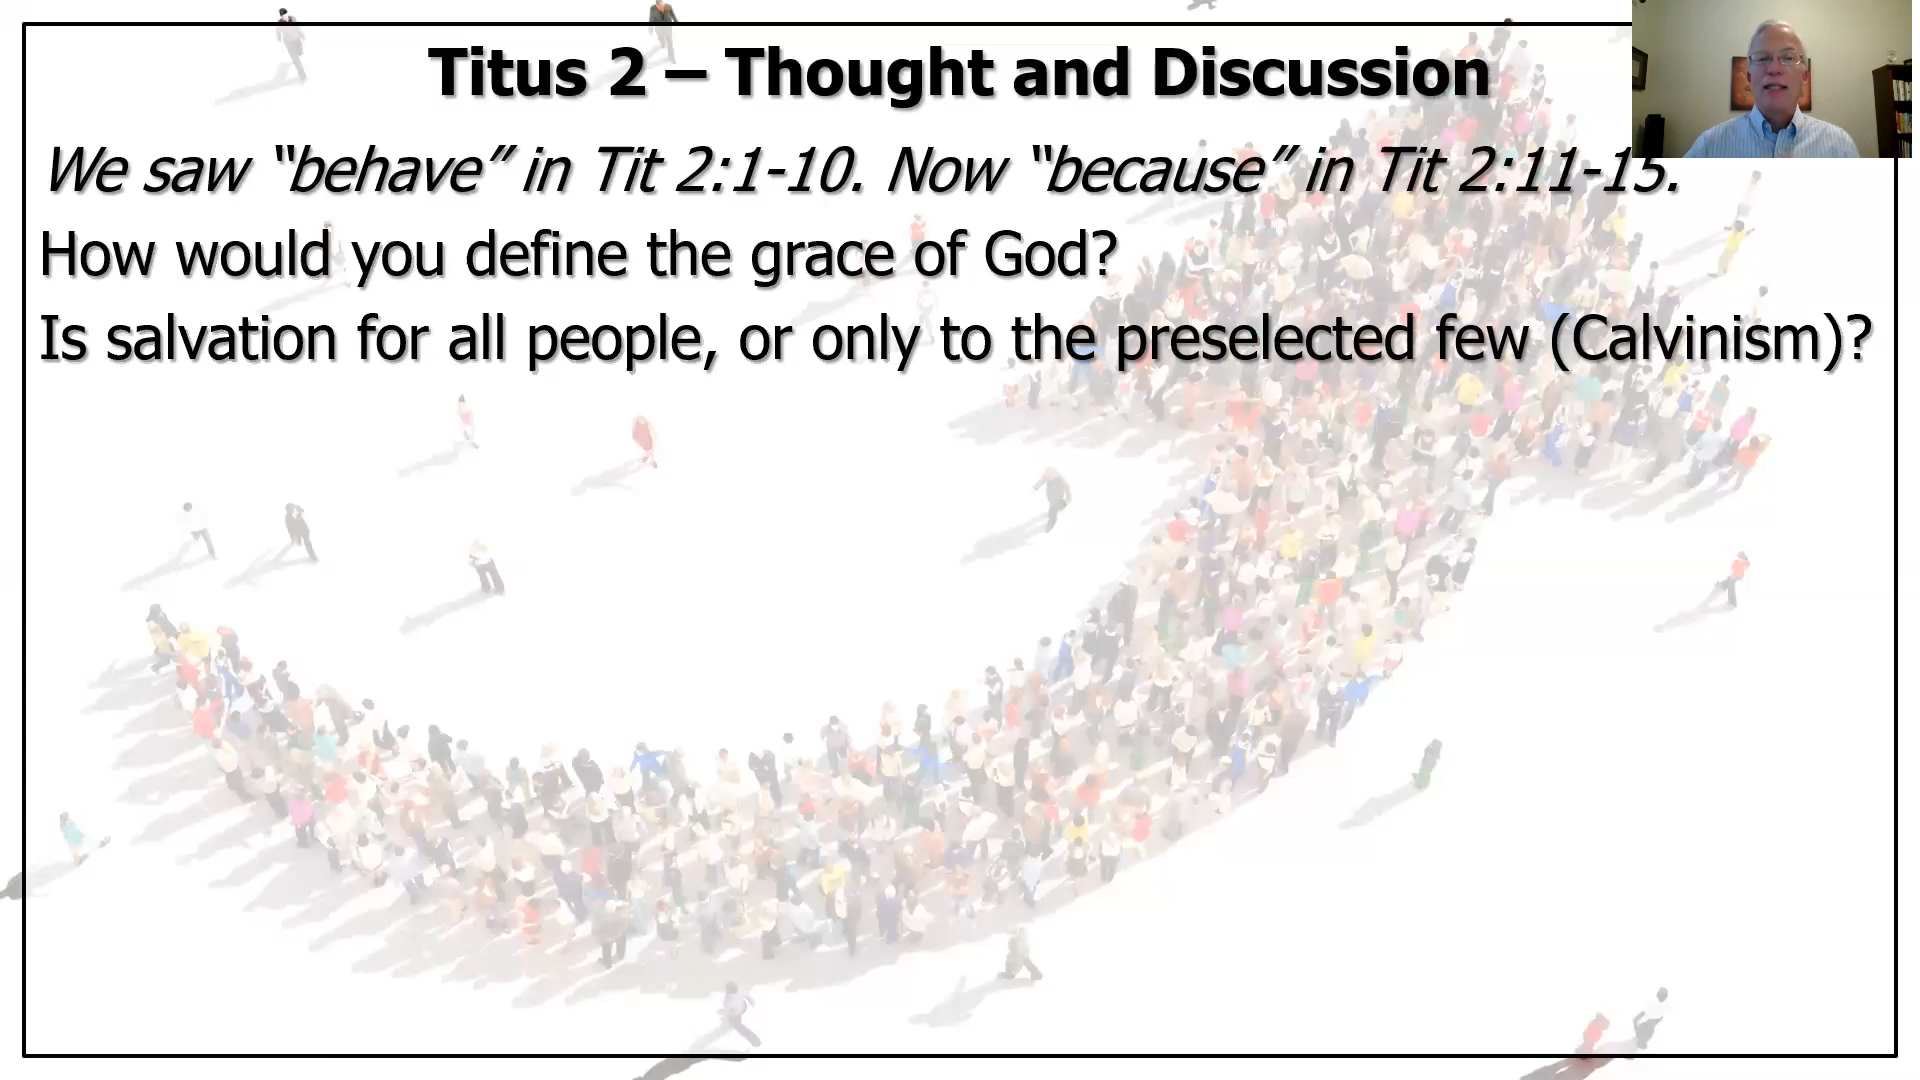 Titus 2 – Thought and Discussion
We saw “behave” in Tit 2:1-10. Now “because” in Tit 2:11-15.
How would you define the grace of God?
Is salvation for all people, or only to the preselected few (Calvinism)?